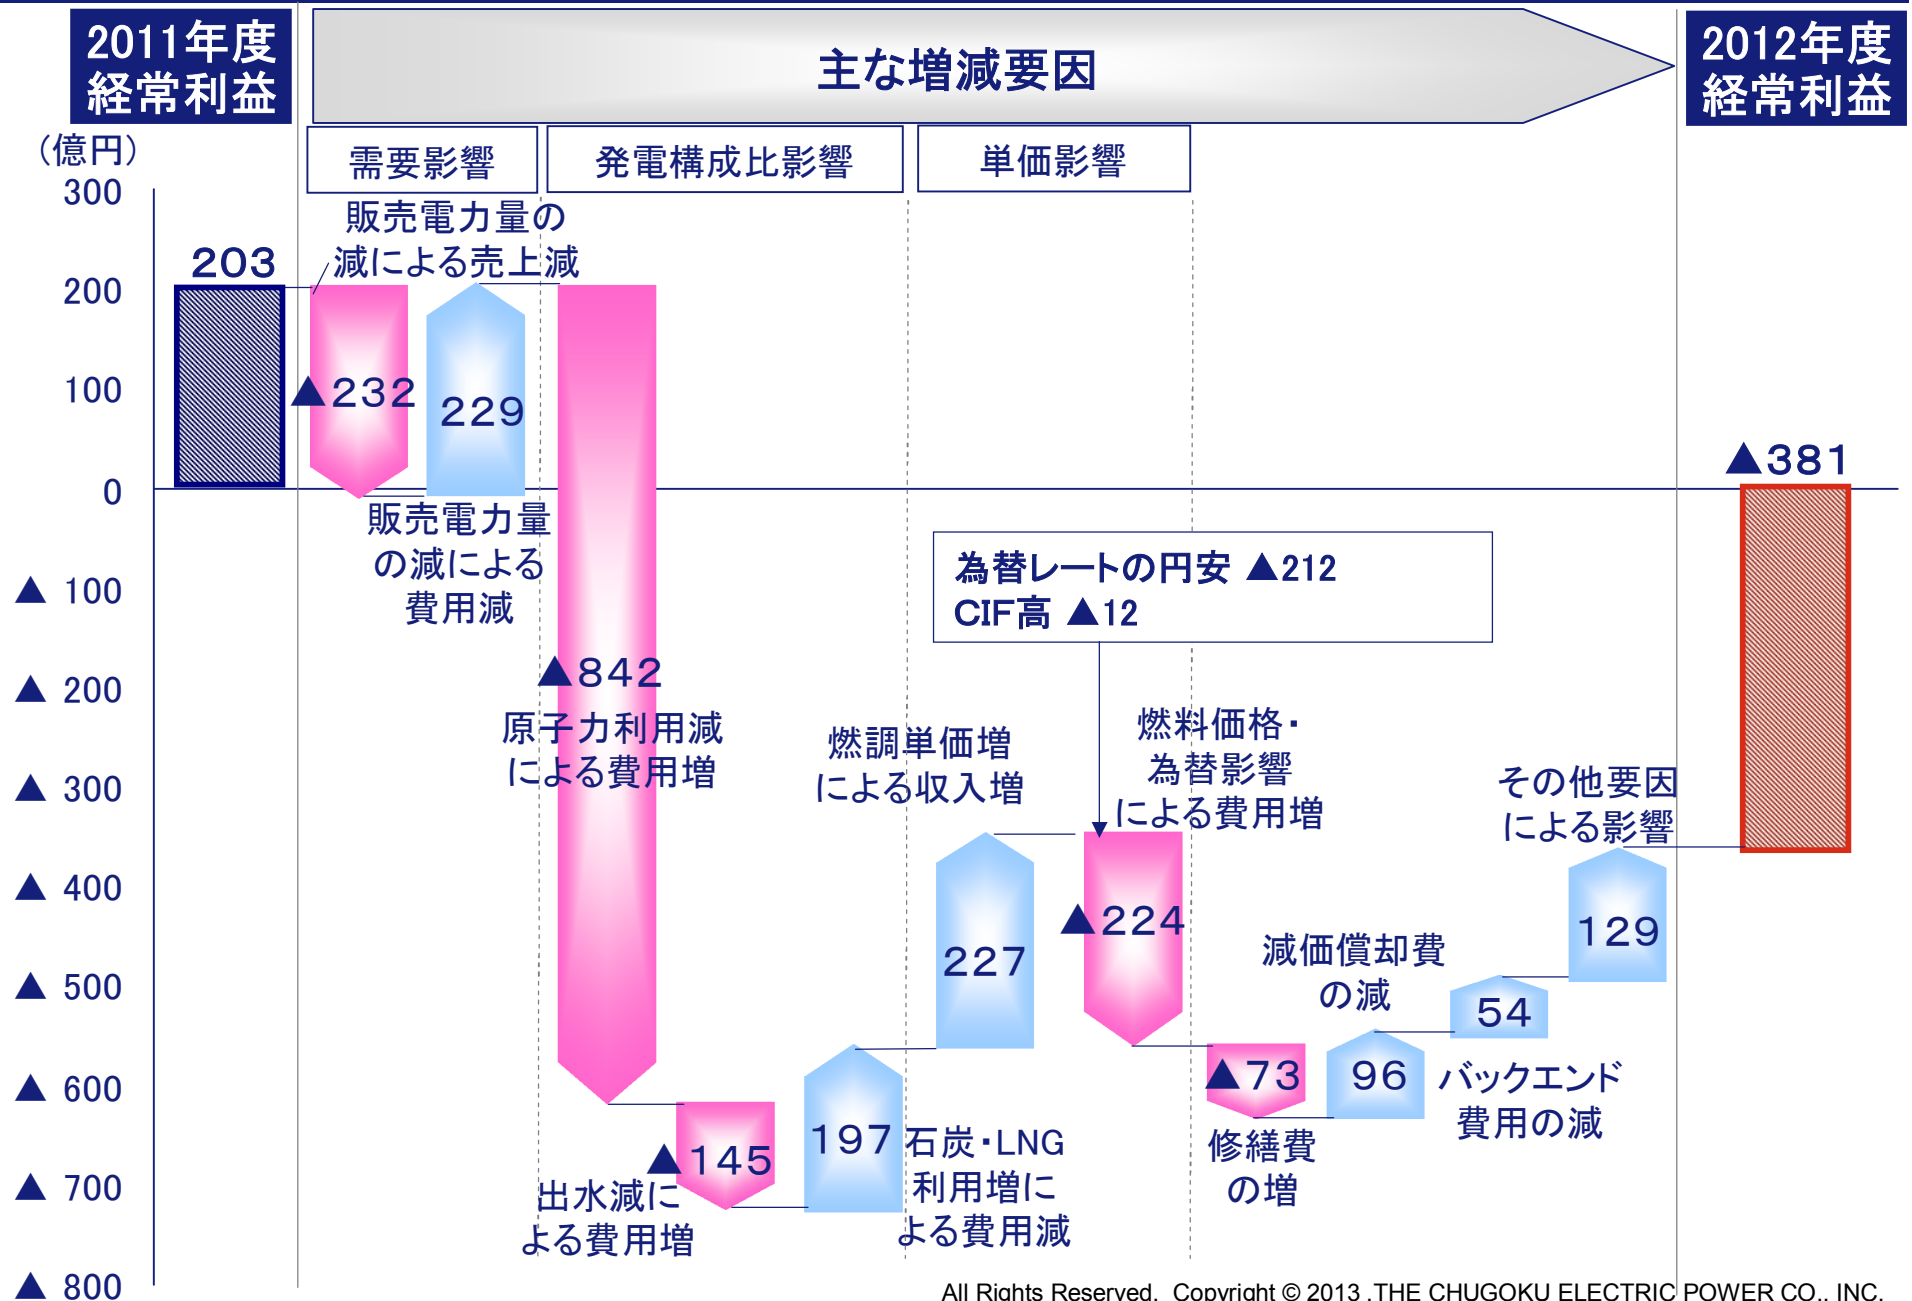 2011年度
経常利益
主な増減要因
2012年度
経常利益
(億円)
需要影響
発電構成比影響
単価影響
300
200
100
0
▲ 100
▲ 200
▲ 300
▲ 400
▲ 500
▲ 600
▲ 700
▲ 800
203
販売電力量の
減による売上減
▲232
229
販売電力量
の減による
費用減
▲842
原子力利用減
による費用増
▲145
出水減に
よる費用増
197
石炭・LNG
利用増に
よる費用減
燃調単価増
による収入増
227
為替レートの円安 ▲212
CIF高 ▲12
燃料価格・
為替影響
による費用増
▲224
▲73
修繕費
の増
減価償却費
の減
96
54
バックエンド
費用の減
その他要因
による影響
129
▲381
All Rights Reserved. Copyright © 2013 .THE CHUGOKU ELECTRIC POWER CO., INC.